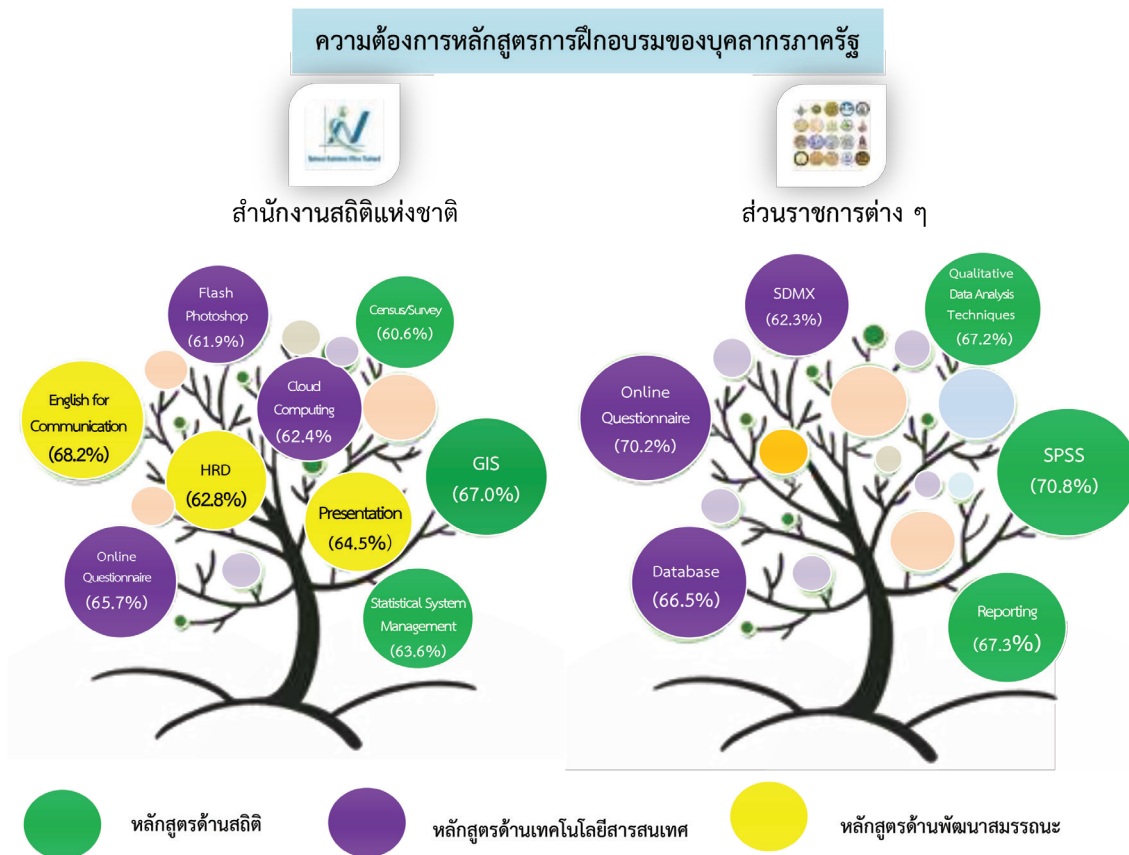 ความต้องการหลักสูตรการฝึกอบรมของบุคลากรภาครัฐ
สำนักงานสถิติแห่งชาติ
ส่วนราชการต่าง ๆ
Flash
Photoshop
(61.9%)
Census/Survey
(60.6%)
English for
Communication
(68.2%)
Cloud
Computing
(62.4%
HRD
(62.8%)
GIS
(67.0%)
Presentation
(64.5%)
Online
Questionnaire
(65.7%)
Statistical System
Management
(63.6%)
SDMX
(62.3%)
Qualitative
Data Analysis
Techniques
(67.2%)
Online
Questionnaire
(70.2%)
SPSS
(70.8%)
Database
(66.5%)
Reporting
(67.3%)
หลักสูตรด้านสถิติ
หลักสูตรด้านเทคโนโลยีสารสนเทศ
หลักสูตรด้านพัฒนาสมรรถนะ